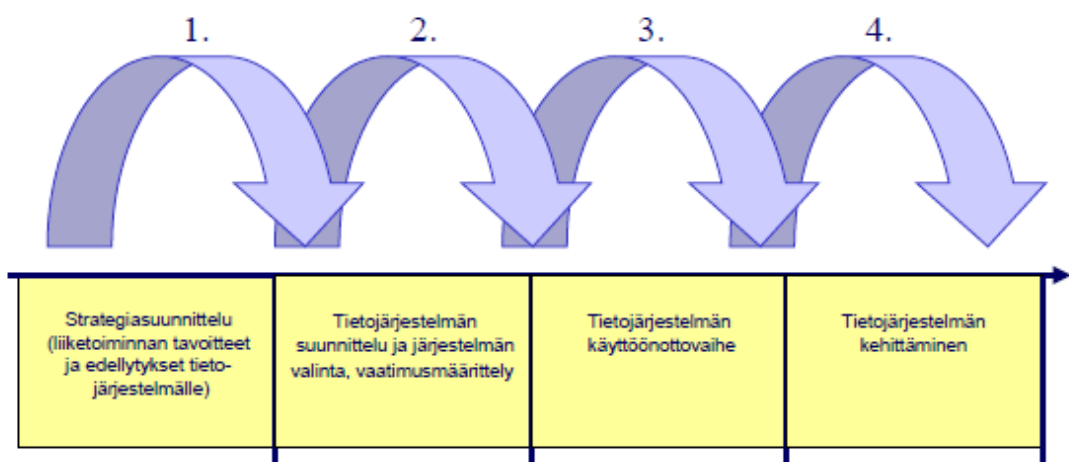 1.
2.
3.
4.
Strategiasuunnittelu
(liiketoiminnan tavoitteet
ja edellytykset tieto-
järjestelmälle)
Tietojärjestelmän
suunnittelu ja järjestelmän
valinta, vaatimusmäärittely
Tietojärjestelmän
käyttöönottovaihe
Tietojärjestelmän
kehittäminen